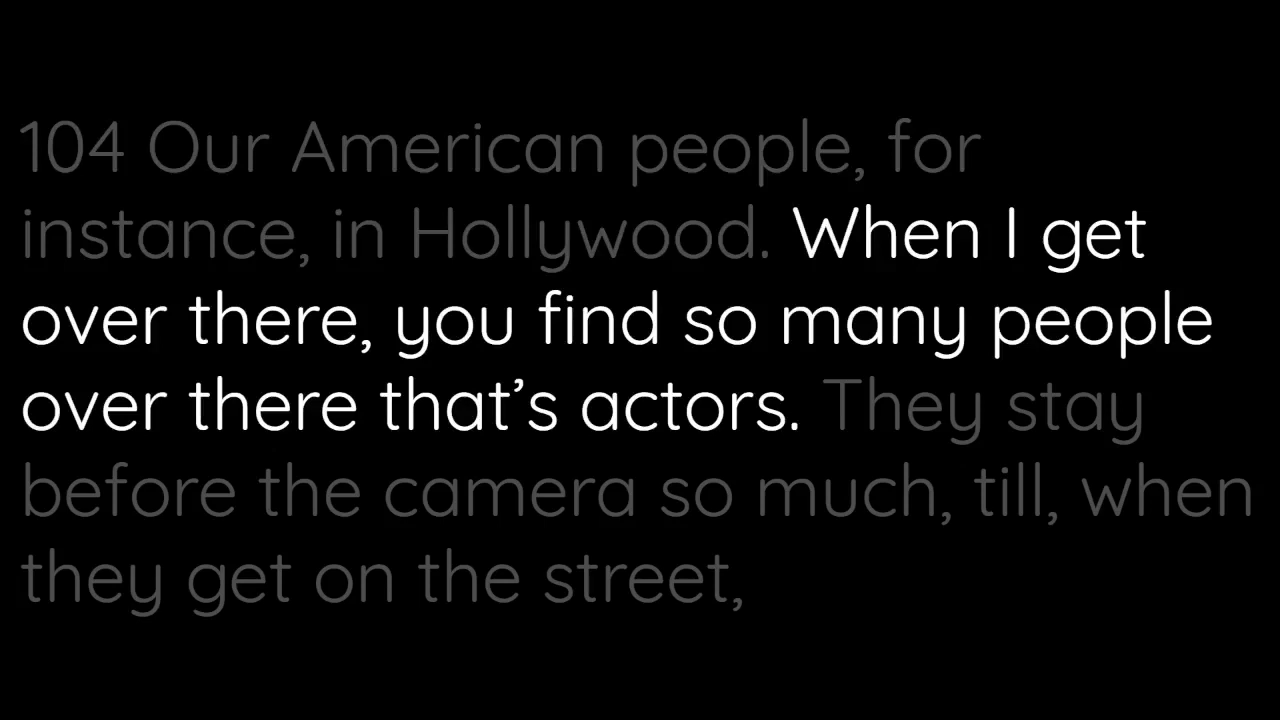 104 Our American people, for
instance, in Hollywood. When I get
over there, you find so many people
over there that’s actors. They stay
before the camera so much, till, when
they get on the street,